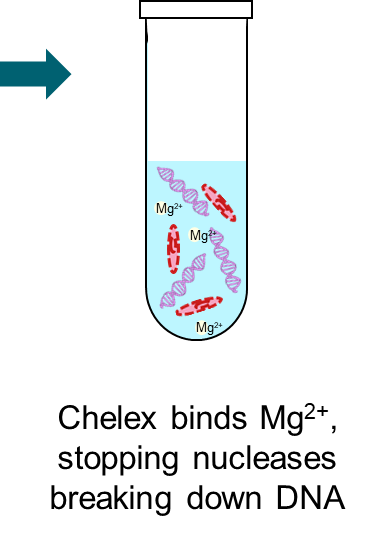 Mg²⁺
Mg²⁺
Mg²⁺
Chelex binds Mg²⁺,
stopping nucleases
breaking down DNA